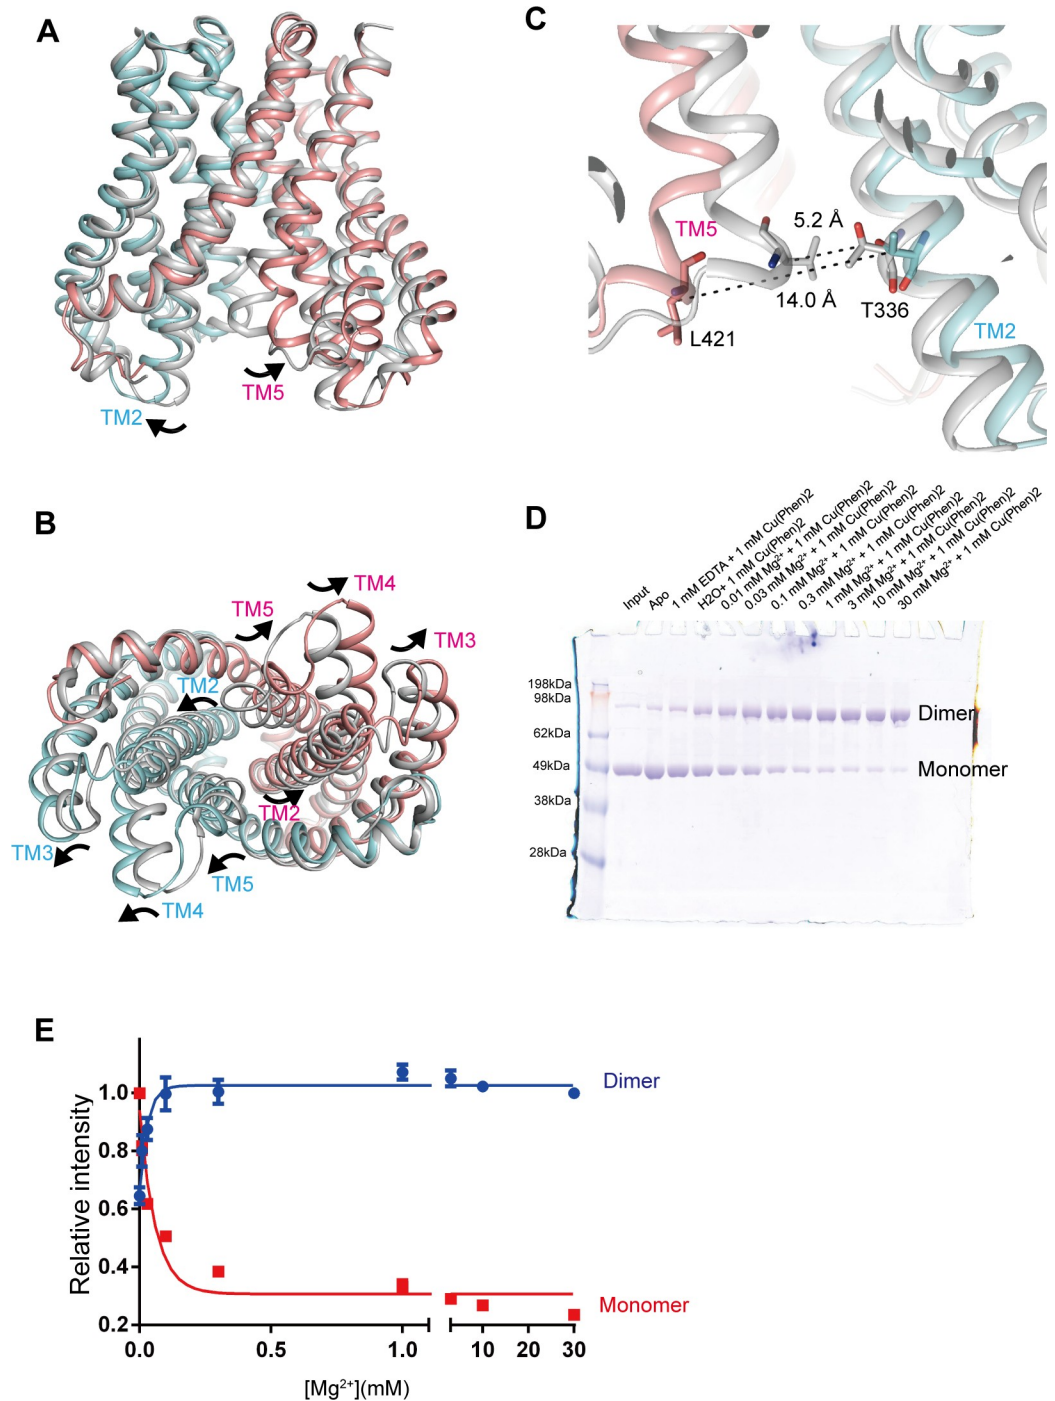 A
TM5
TM2
B
TM4
TM5
TM3
TM2
TM2
TM3
TM5
TM4
C
5.2 Å
TM5
14.0 Å
T336
L421
TM2
D
Input
Apo
1 mM EDTA + 1 mM Cu(Phen)2
H2O+ 1 mM Cu(Phen)2
0.01 mM Mg²⁺ + 1 mM Cu(Phen)2
0.03 mM Mg²⁺ + 1 mM Cu(Phen)2
0.1 mM Mg²⁺ + 1 mM Cu(Phen)2
0.3 mM Mg²⁺ + 1 mM Cu(Phen)2
1 mM Mg²⁺ + 1 mM Cu(Phen)2
3 mM Mg²⁺ + 1 mM Cu(Phen)2
10 mM Mg²⁺ + 1 mM Cu(Phen)2
30 mM Mg²⁺ + 1 mM Cu(Phen)2
198kDa
98kDa
62kDa
49kDa
38kDa
28kDa
Dimer
Monomer
E
Relative intensity
1.0
0.8
0.6
0.4
0.2
0.0
0.5
1.0
10
20
30
[Mg²⁺](mM)
Dimer
Monomer